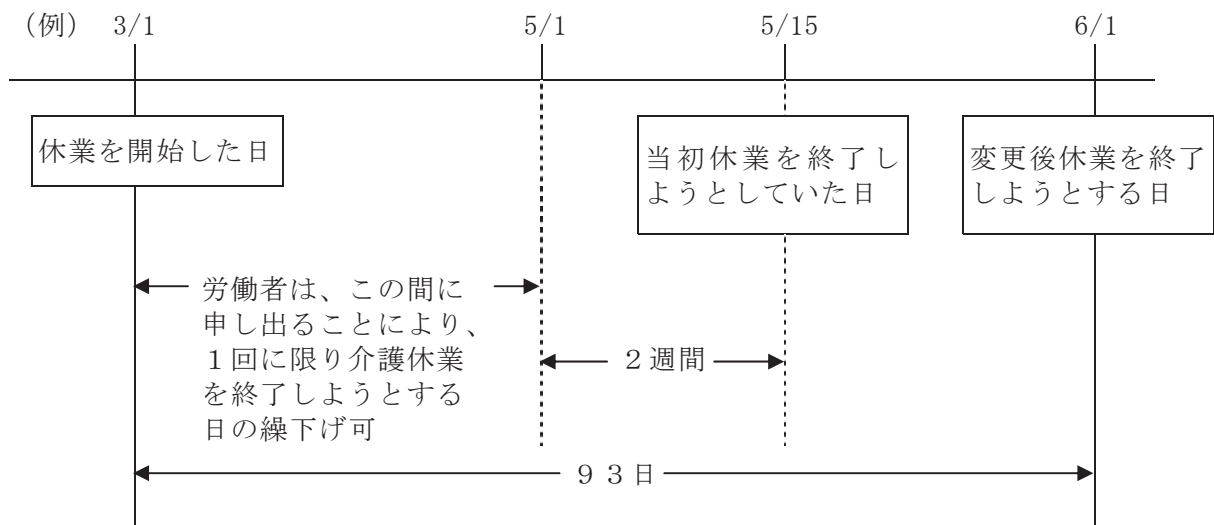 （例） 3/1 5/1 5/15 6/1
休業を開始した日
当初休業を終了し
ようとしていた日
変更後休業を終了
しようとする日
労働者は、この間に
申し出ることにより、
１回に限り介護休業
を終了しようとする
日の繰下げ可
２週間
９３日